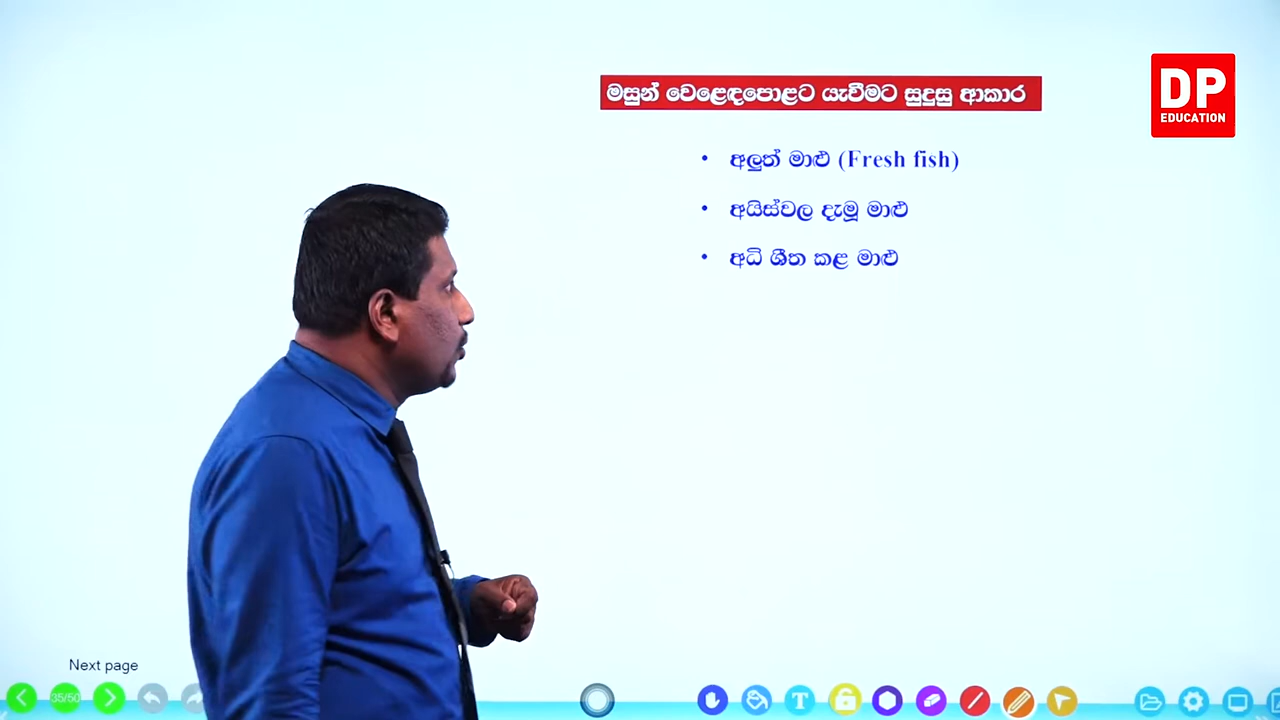 මසුන් වෙළෙඳපොළට යැවීමට සුදුසු ආකාර
DP
EDUCATION
• අලුත් මාළු (Fresh fish)
• අයිස්වල දැමූ මාළු
• අධි ශීත කළ මාළු
Next page
35/50
T